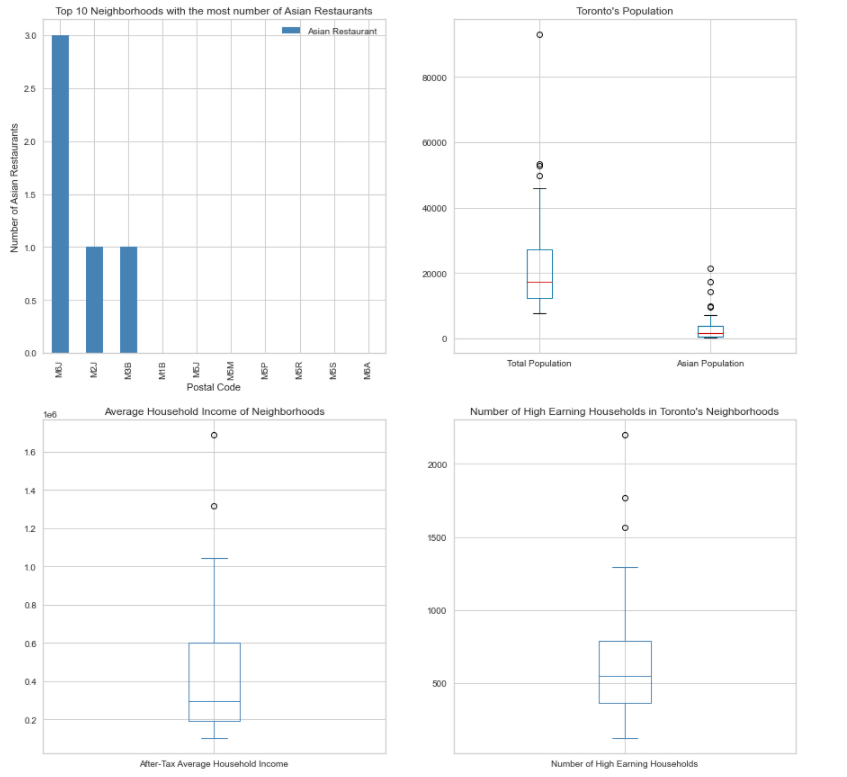 Top 10 Neighborhoods with the most number of Asian Restaurants
Asian Restaurant
3.0
2.5
2.0
1.5
1.0
0.5
0.0
Number of Asian Restaurants
M6J
M2J
M3B
M1B
M5J
M5M
M5P
M5R
M5S
M6A
Postal Code
Toronto's Population
80000
60000
40000
20000
0
Total Population
Asian Population
Average Household Income of Neighborhoods
1e6
1.6
1.4
1.2
1.0
0.8
0.6
0.4
0.2
After-Tax Average Household Income
Number of High Earning Households in Toronto's Neighborhoods
2000
1500
1000
500
Number of High Earning Households